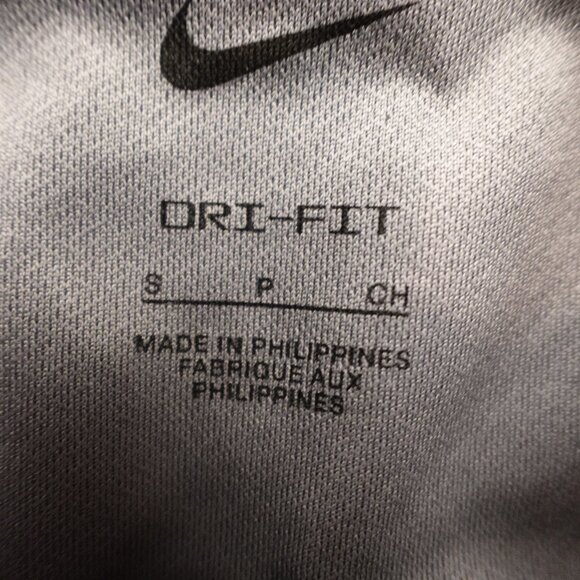 DRI-FIT
S P CH
MADE IN PHILIPPINES
FABRIQUE AUX
PHILIPPINES